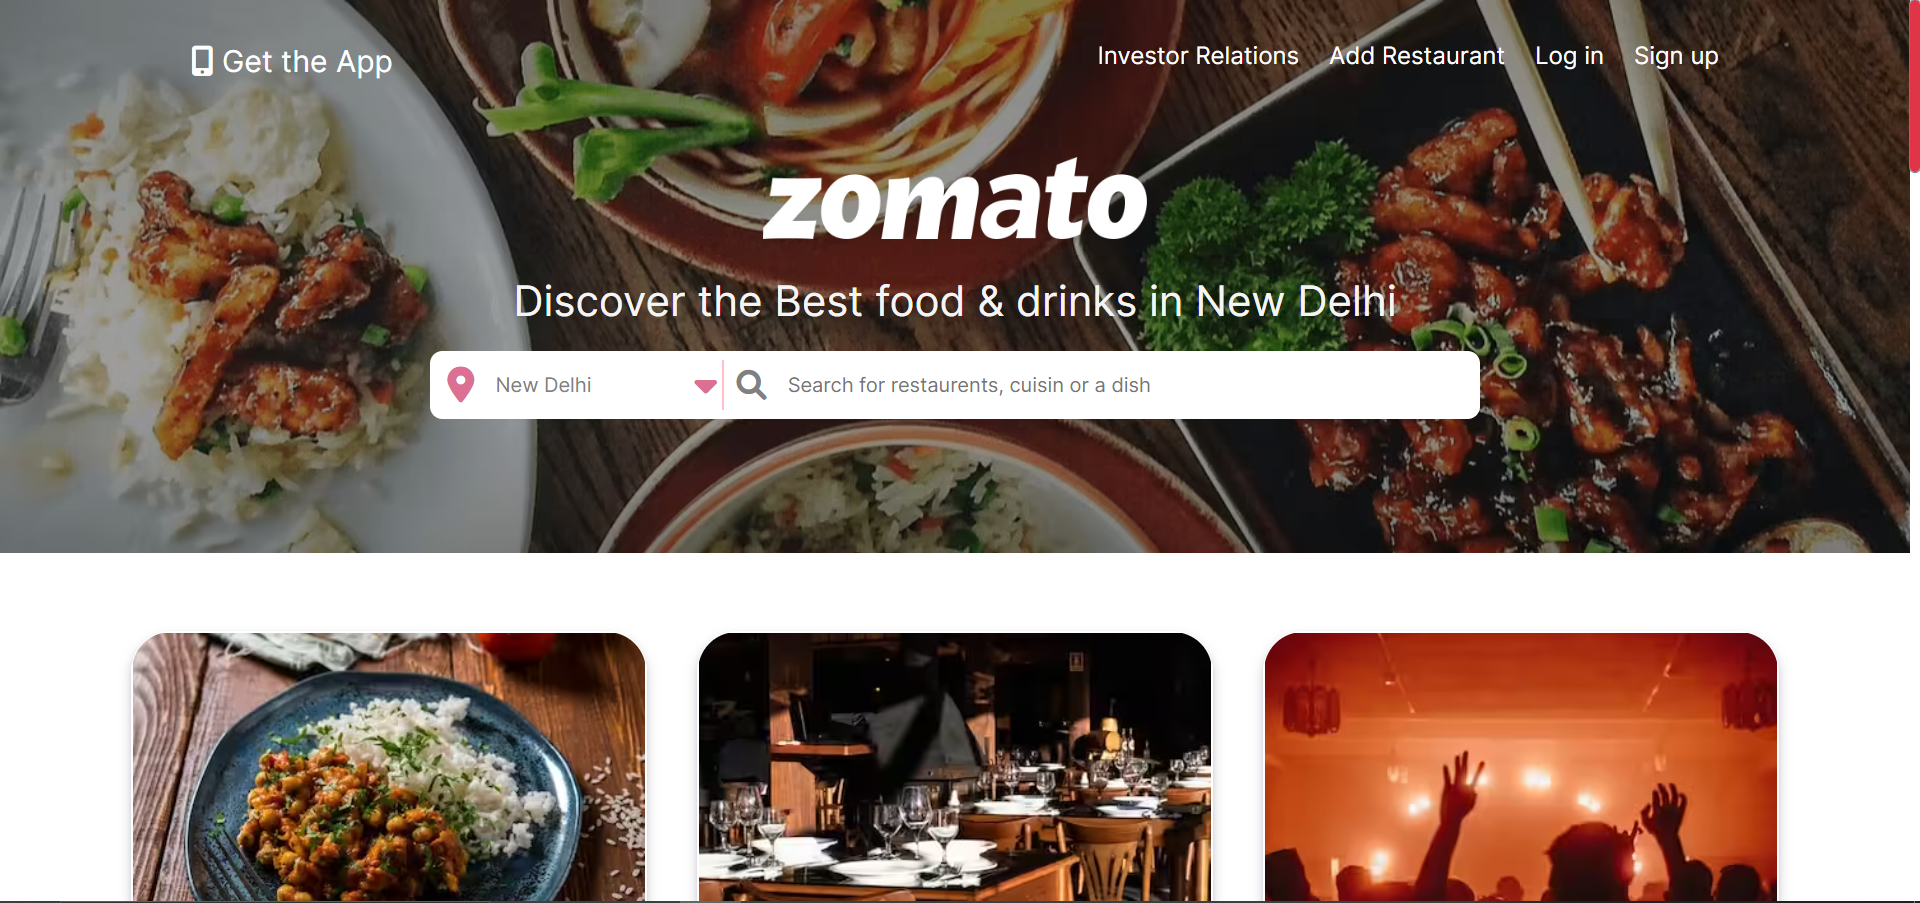 Get the App
Investor Relations Add Restaurant Log in Sign up
zomato
Discover the Best food & drinks in New Delhi
New Delhi
Search for restaurents, cuisin or a dish